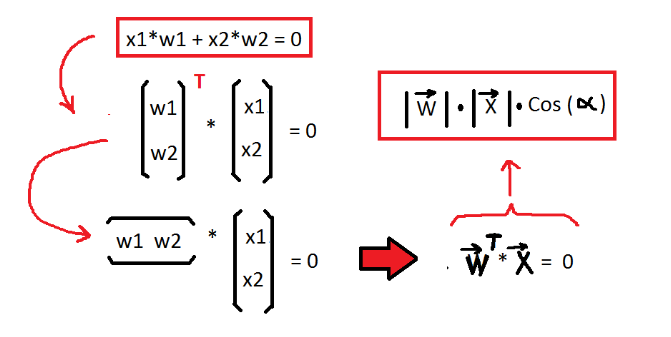 x1*w1 + x2*w2 = 0
T
w1 x1
* = 0
w2 x2
|W|•|X|•Cos(α)
w1 w2 * x1 = 0
x2
W^T * X = 0